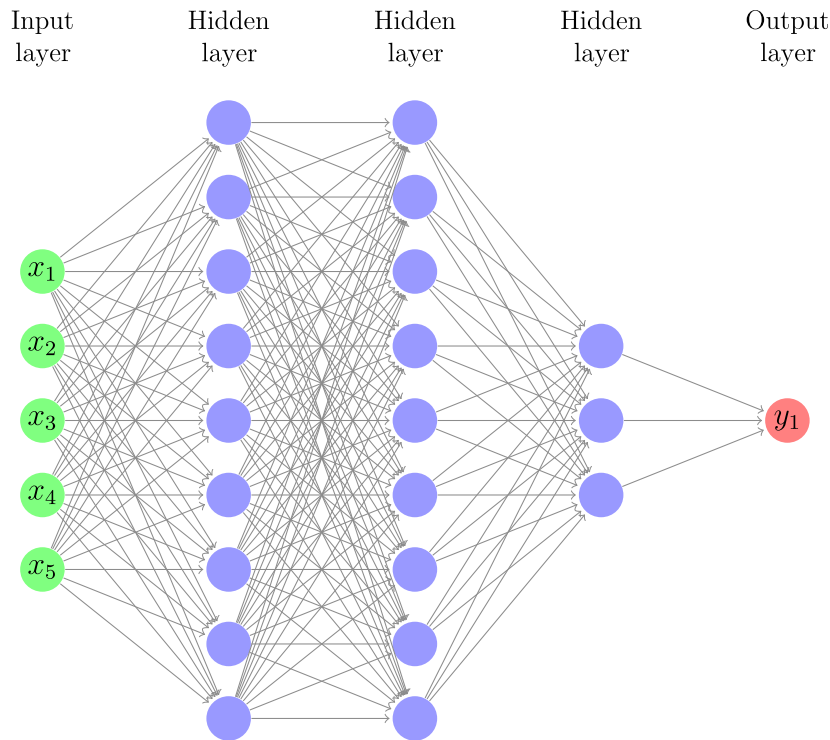 Input Hidden Hidden Hidden Output
layer layer layer layer layer
x₁
x₂
x₃
x₄
x₅
y₁